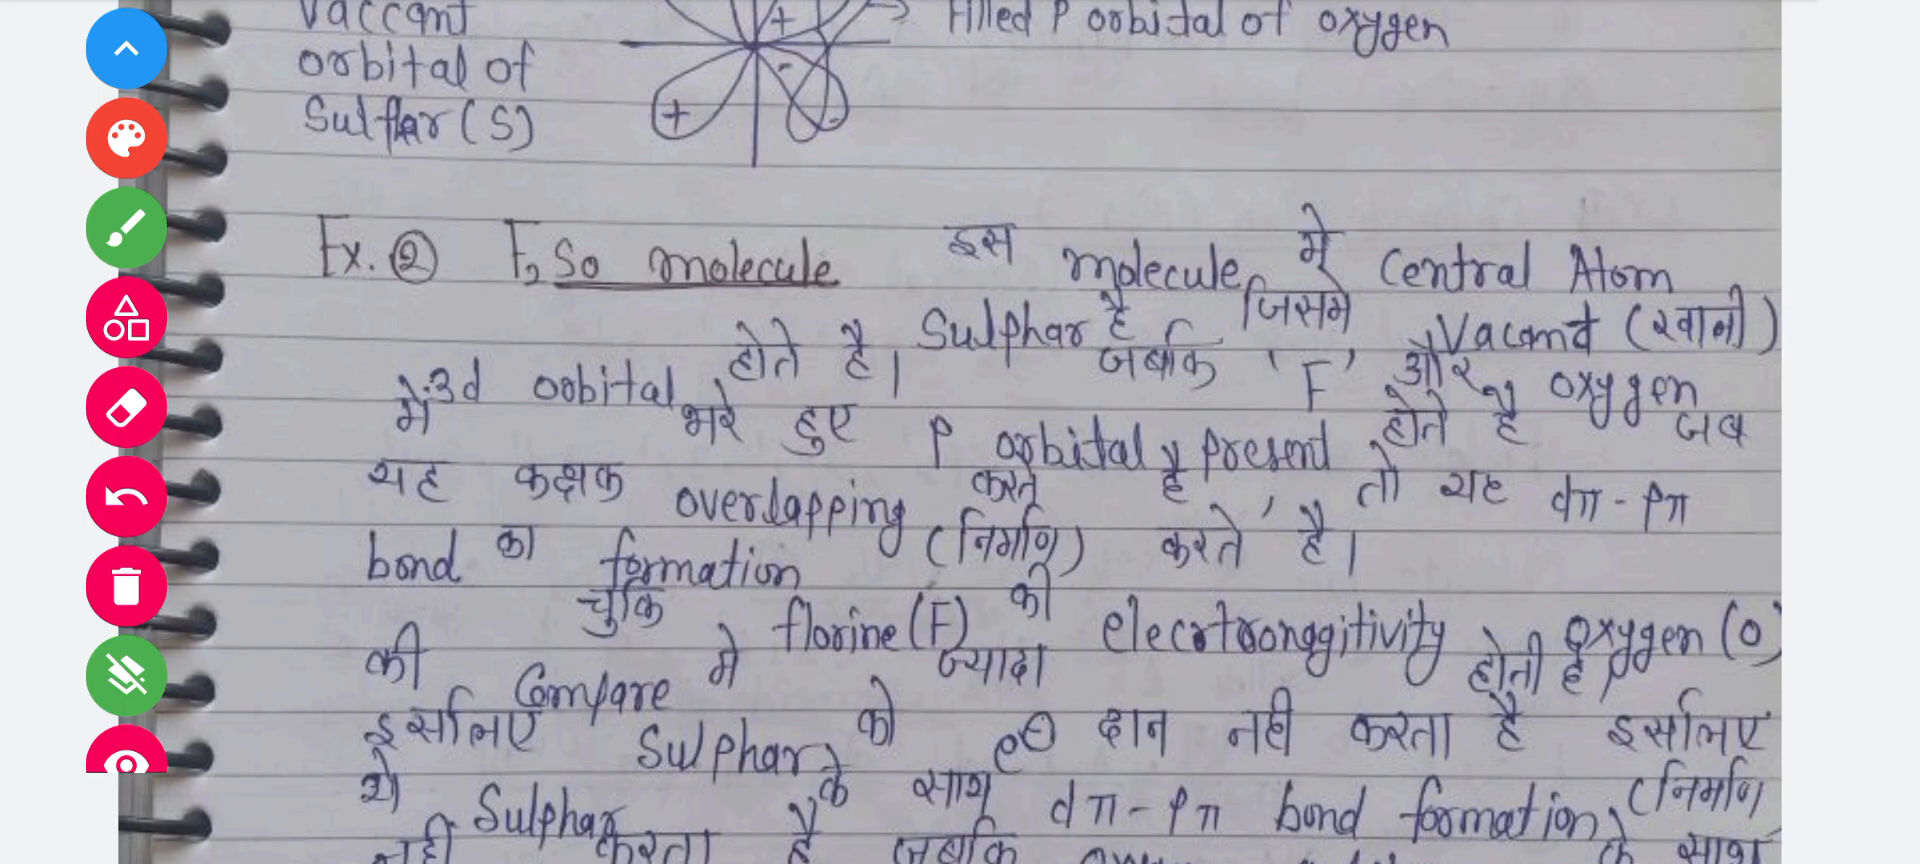 Vaccant
orbital of
Sulphar (S)
+
-
+
-
Filled P orbital of oxygen
Ex. ② F₂So molecule इस molecule में Central Atom
Sulphar है जिसमे Vacant (खाली)
3d orbital होते है। जबकि 'F' और oxygen
में भरे हुए P orbital present होते है जब
यह कक्षक overlapping करते है, तो यह dπ-pπ
bond का formation (निर्माण) करते है।
चुकि florine (F) की elecrtronggitivity oxygen (O)
की Compare मे ज्यादा होती है,
इसलिए Sulphar को e⊖ दान नही करता है इसलिए
ये Sulphar के साथ dπ-pπ bond formation (निर्माण
नही करता है जबकि के साथ